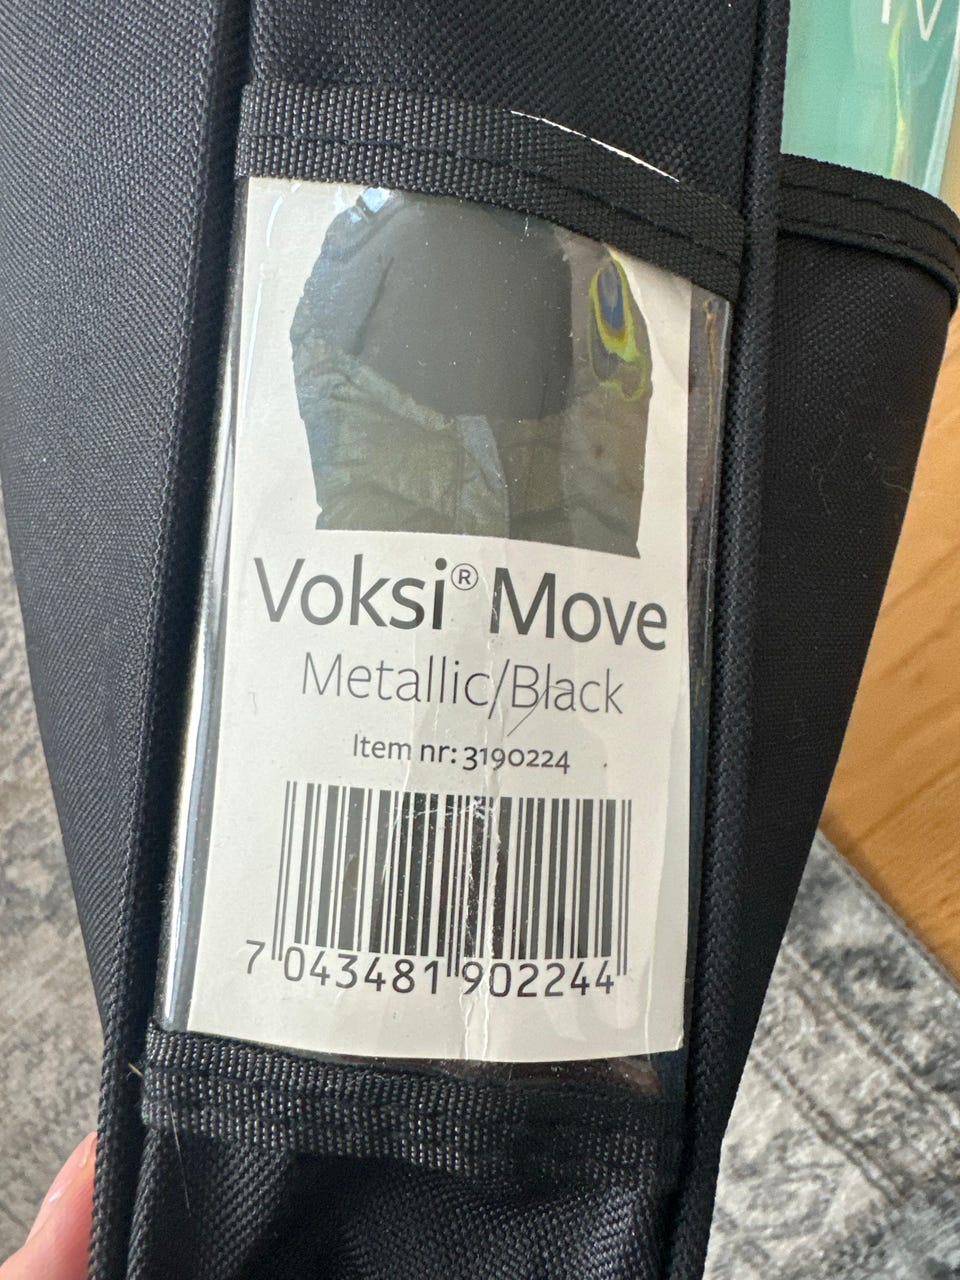 Voksi® Move
Metallic/Black
Item nr: 3190224
7 043481 902244